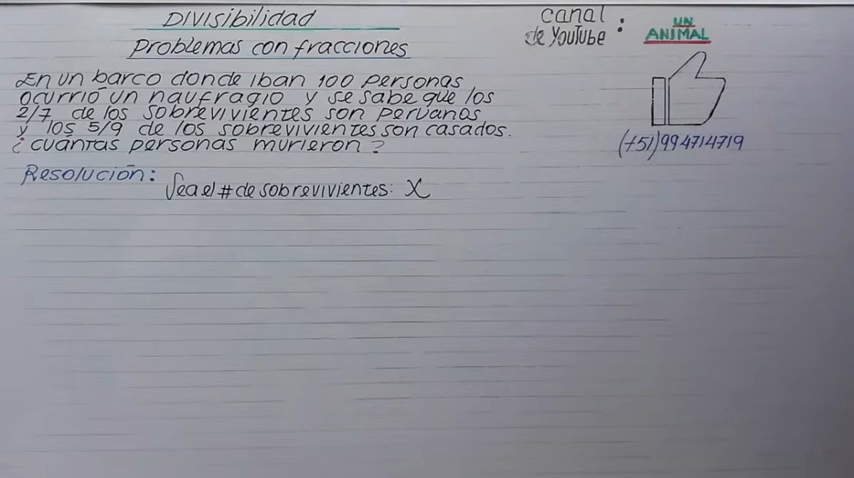 Divisibilidad
Problemas con fracciones
canal de YouTube : UN ANIMAL
En un barco donde iban 100 personas
ocurrió un naufragio y se sabe que los
2/7 de los sobrevivientes son peruanos
y los 5/9 de los sobrevivientes son casados.
¿cuántas personas murieron?
(+51)994714719
Resolución:
Sea el # de sobrevivientes: X